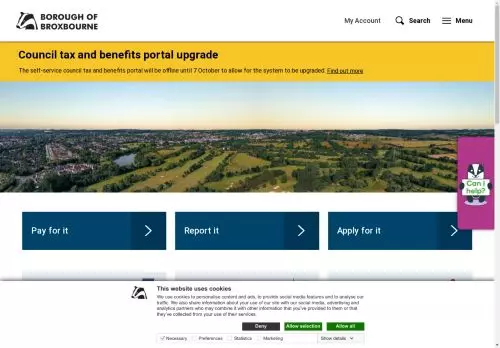 BOROUGH OF
BROXBOURNE
My Account
Search
Menu
Council tax and benefits portal upgrade
The self-service council tax and benefits portal will be offline until 7 October to allow for the system to be upgraded. Find out more
Can I
help?
Pay for it
Report it
Apply for it
This website uses cookies
We use cookies to personalise content and ads, to provide social media features and to analyse our
traffic. We also share information about your use of our site with our social media, advertising and
analytics partners who may combine it with other information that you've provided to them or that
they've collected from your use of their services.
Deny
Allow selection
Allow all
Necessary
Preferences
Statistics
Marketing
Show details